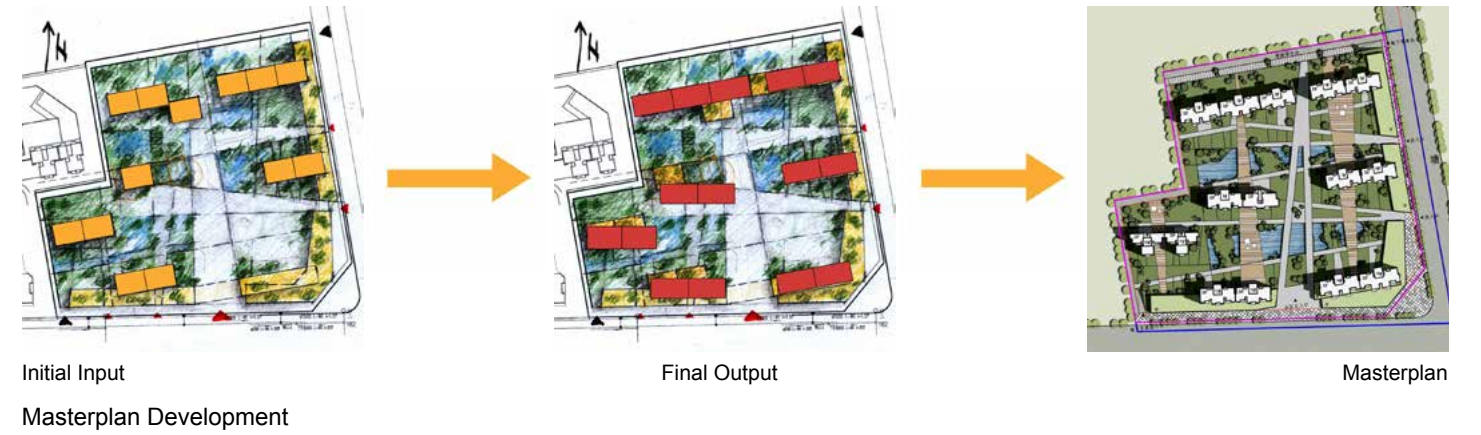 N
N
Initial Input
Final Output
Masterplan
Masterplan Development